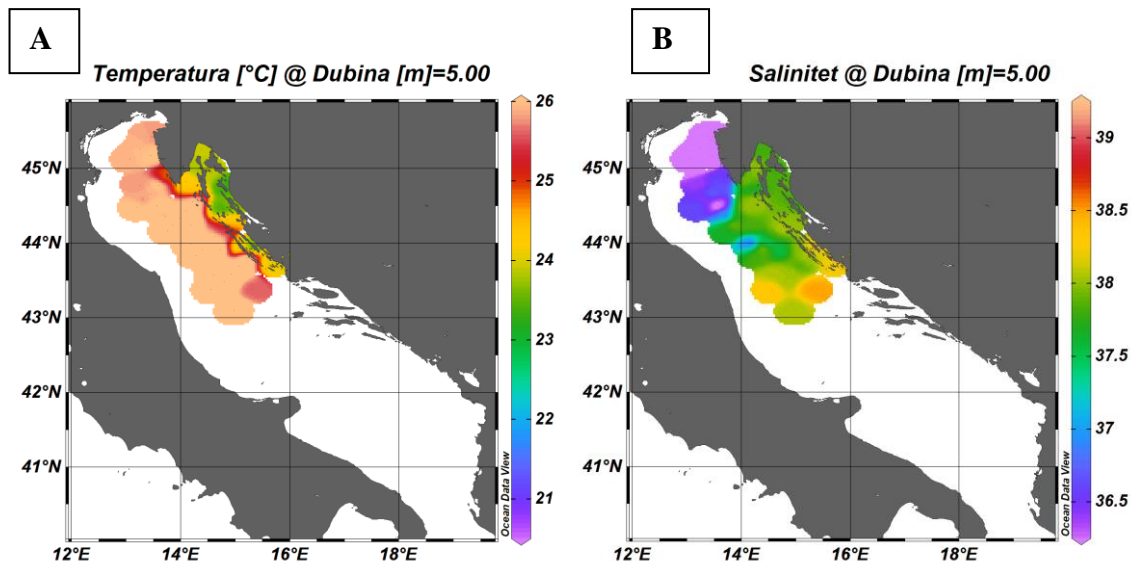 A
B
Temperatura [°C] @ Dubina [m]=5.00
Salinitet @ Dubina [m]=5.00
45°N
44°N
43°N
42°N
41°N
12°E
14°E
16°E
18°E
26
25
24
23
22
21
Ocean Data View
45°N
44°N
43°N
42°N
41°N
12°E
14°E
16°E
18°E
39
38.5
38
37.5
37
36.5
Ocean Data View